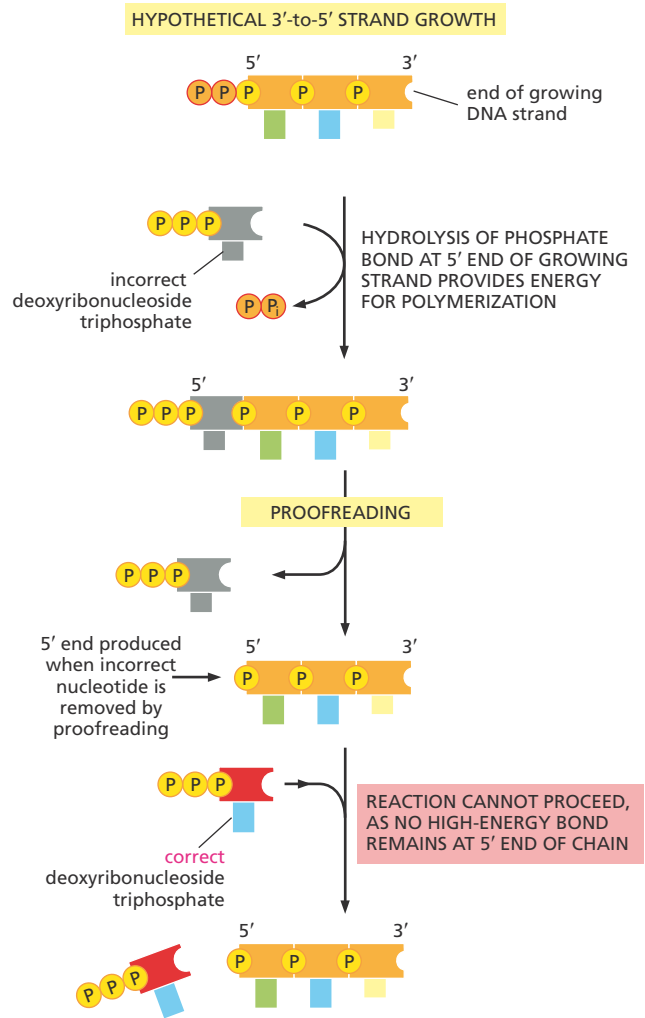 HYPOTHETICAL 3′-to-5′ STRAND GROWTH
5′ 3′
P P P P P
end of growing
DNA strand
P P P
incorrect
deoxyribonucleoside
triphosphate
P Pi
HYDROLYSIS OF PHOSPHATE
BOND AT 5′ END OF GROWING
STRAND PROVIDES ENERGY
FOR POLYMERIZATION
5′ 3′
P P P P P P
PROOFREADING
P P P
5′ end produced
when incorrect
nucleotide is
removed by
proofreading
5′ 3′
P P P
P P P
correct
deoxyribonucleoside
triphosphate
REACTION CANNOT PROCEED,
AS NO HIGH-ENERGY BOND
REMAINS AT 5′ END OF CHAIN
5′ 3′
P P P
P P P